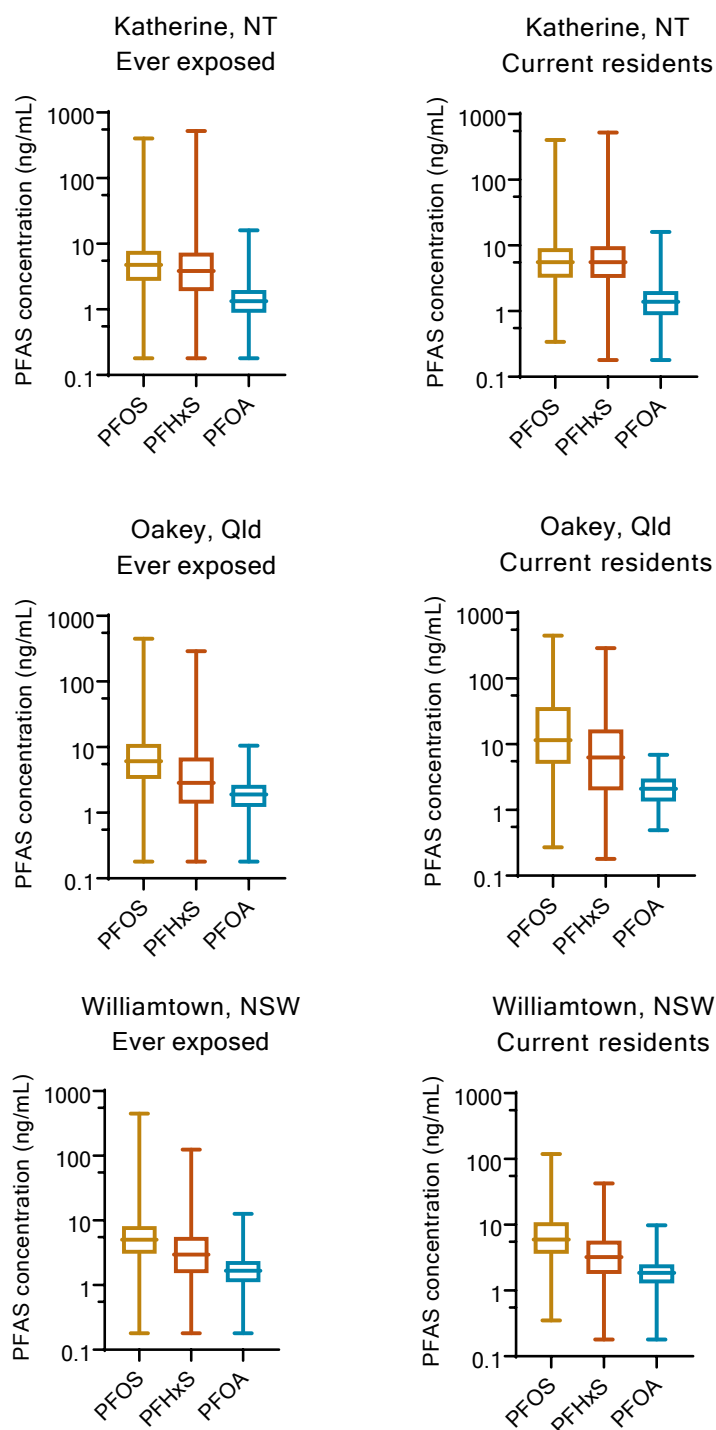 Katherine, NT
Ever exposed
PFAS concentration (ng/mL)
1000
100
10
1
0.1
PFOS
PFHxS
PFOA
Katherine, NT
Current residents
PFAS concentration (ng/mL)
1000
100
10
1
0.1
PFOS
PFHxS
PFOA
Oakey, Qld
Ever exposed
PFAS concentration (ng/mL)
1000
100
10
1
0.1
PFOS
PFHxS
PFOA
Oakey, Qld
Current residents
PFAS concentration (ng/mL)
1000
100
10
1
0.1
PFOS
PFHxS
PFOA
Williamtown, NSW
Ever exposed
PFAS concentration (ng/mL)
1000
100
10
1
0.1
PFOS
PFHxS
PFOA
Williamtown, NSW
Current residents
PFAS concentration (ng/mL)
1000
100
10
1
0.1
PFOS
PFHxS
PFOA